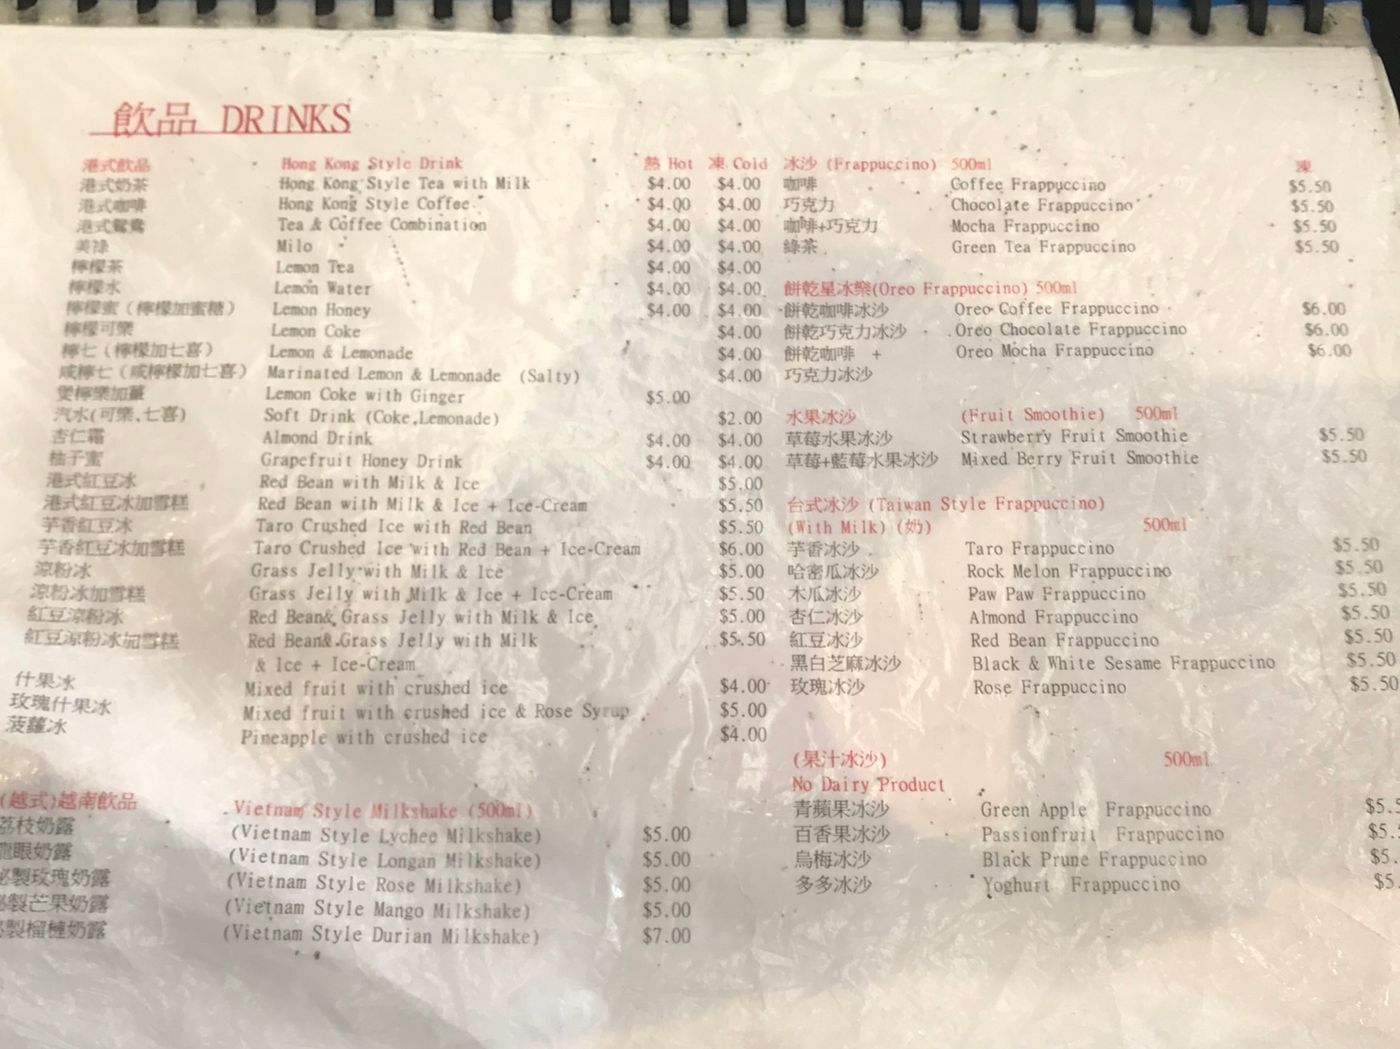 飲品 DRINKS
港式飲品 Hong Kong Style Drink 熱 Hot 凍 Cold
港式奶茶 Hong Kong Style Tea with Milk $4.00 $4.00
港式咖啡 Hong Kong Style Coffee $4.00 $4.00
港式鴛鴦 Tea & Coffee Combination $4.00 $4.00
美祿 Milo $4.00 $4.00
檸檬茶 Lemon Tea $4.00 $4.00
檸檬水 Lemon Water $4.00 $4.00
檸檬蜜（檸檬加蜜糖） Lemon Honey $4.00 $4.00
檸檬可樂 Lemon Coke $4.00
檸七（檸檬加七喜） Lemon & Lemonade $4.00
咸檸七（咸檸檬加七喜） Marinated Lemon & Lemonade (Salty) $4.00
煲檸樂加薑 Lemon Coke with Ginger $5.00
汽水(可樂、七喜) Soft Drink (Coke,Lemonade) $2.00
杏仁霜 Almond Drink $4.00 $4.00
柚子蜜 Grapefruit Honey Drink $4.00 $4.00
港式紅豆冰 Red Bean with Milk & Ice $5.00
港式紅豆冰加雪糕 Red Bean with Milk & Ice + Ice-Cream $5.50
芋香紅豆冰 Taro Crushed Ice with Red Bean $5.50
芋香紅豆冰加雪糕 Taro Crushed Ice with Red Bean + Ice-Cream $6.00
涼粉冰 Grass Jelly with Milk & Ice $5.00
涼粉冰加雪糕 Grass Jelly with Milk & Ice + Ice-Cream $5.50
紅豆涼粉冰 Red Bean& Grass Jelly with Milk & Ice $5.00
紅豆涼粉冰加雪糕 Red Bean& Grass Jelly with Milk $5.50
& Ice + Ice-Cream
什果冰 Mixed fruit with crushed ice $4.00
玫瑰什果冰 Mixed fruit with crushed ice & Rose Syrup $5.00
菠蘿冰 Pineapple with crushed ice $4.00
(越式)越南飲品 Vietnam Style Milkshake (500ml)
荔枝奶露 (Vietnam Style Lychee Milkshake) $5.00
龍眼奶露 (Vietnam Style Longan Milkshake) $5.00
秘製玫瑰奶露 (Vietnam Style Rose Milkshake) $5.00
秘製芒果奶露 (Vietnam Style Mango Milkshake) $5.00
秘製榴槤奶露 (Vietnam Style Durian Milkshake) $7.00
冰沙 (Frappuccino) 500ml 凍
咖啡 Coffee Frappuccino $5.50
巧克力 Chocolate Frappuccino $5.50
咖啡+巧克力 Mocha Frappuccino $5.50
綠茶 Green Tea Frappuccino $5.50
餅乾星冰樂(Oreo Frappuccino) 500ml
餅乾咖啡冰沙 Oreo Coffee Frappuccino $6.00
餅乾巧克力冰沙 Oreo Chocolate Frappuccino $6.00
餅乾咖啡 + Oreo Mocha Frappuccino $6.00
巧克力冰沙
水果冰沙 (Fruit Smoothie) 500ml
草莓水果冰沙 Strawberry Fruit Smoothie $5.50
草莓+藍莓水果冰沙 Mixed Berry Fruit Smoothie $5.50
台式冰沙 (Taiwan Style Frappuccino)
(With Milk) (奶) 500ml
芋香冰沙 Taro Frappuccino $5.50
哈密瓜冰沙 Rock Melon Frappuccino $5.50
木瓜冰沙 Paw Paw Frappuccino $5.50
杏仁冰沙 Almond Frappuccino $5.50
紅豆冰沙 Red Bean Frappuccino $5.50
黑白芝麻冰沙 Black & White Sesame Frappuccino $5.50
玫瑰冰沙 Rose Frappuccino $5.50
(果汁冰沙) 500ml
No Dairy Product
青蘋果冰沙 Green Apple Frappuccino $5.5
百香果冰沙 Passionfruit Frappuccino $5.
烏梅冰沙 Black Prune Frappuccino $5.
多多冰沙 Yoghurt Frappuccino $5.